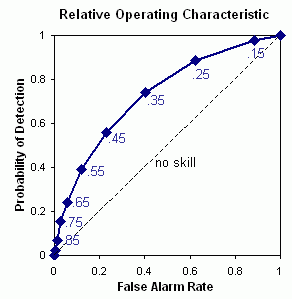 Relative Operating Characteristic
Probability of Detection
1
0.8
0.6
0.4
0.2
0
.15
.25
.35
.45
.55
.65
.75
.85
no skill
0 0.2 0.4 0.6 0.8 1
False Alarm Rate